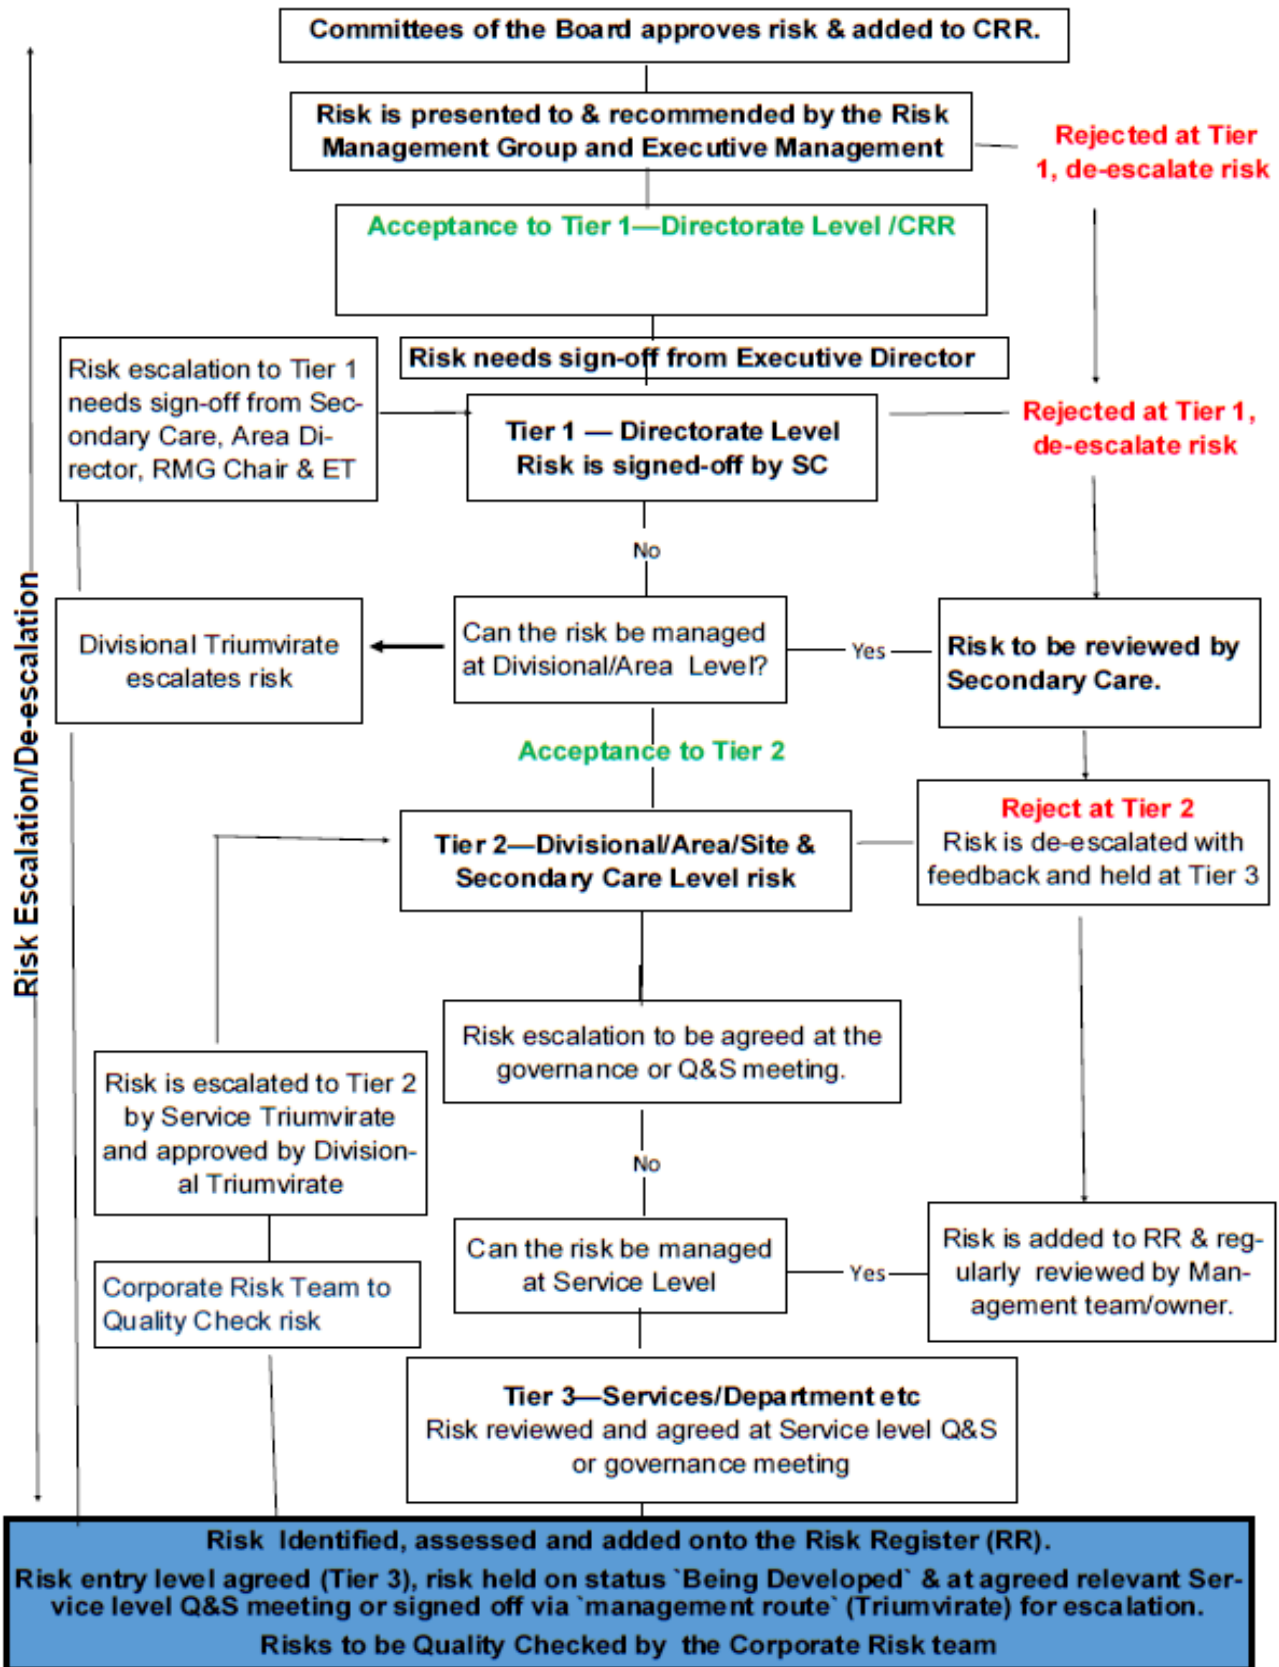 Committees of the Board approves risk & added to CRR.
Risk is presented to & recommended by the Risk
Management Group and Executive Management
Rejected at Tier
1, de-escalate risk
Acceptance to Tier 1—Directorate Level /CRR
Risk needs sign-off from Executive Director
Risk escalation to Tier 1
needs sign-off from Sec-
ondary Care, Area Di-
rector, RMG Chair & ET
Tier 1 — Directorate Level
Risk is signed-off by SC
Rejected at Tier 1,
de-escalate risk
No
Risk Escalation/De-escalation
Divisional Triumvirate
escalates risk
Can the risk be managed
at Divisional/Area Level?
Yes
Risk to be reviewed by
Secondary Care.
Acceptance to Tier 2
Tier 2—Divisional/Area/Site &
Secondary Care Level risk
Reject at Tier 2
Risk is de-escalated with
feedback and held at Tier 3
Risk escalation to be agreed at the
governance or Q&S meeting.
Risk is escalated to Tier 2
by Service Triumvirate
and approved by Division-
al Triumvirate
No
Can the risk be managed
at Service Level
Yes
Risk is added to RR & reg-
ularly reviewed by Man-
agement team/owner.
Corporate Risk Team to
Quality Check risk
Tier 3—Services/Department etc
Risk reviewed and agreed at Service level Q&S
or governance meeting
Risk Identified, assessed and added onto the Risk Register (RR).
Risk entry level agreed (Tier 3), risk held on status `Being Developed` & at agreed relevant Ser-
vice level Q&S meeting or signed off via `management route` (Triumvirate) for escalation.
Risks to be Quality Checked by the Corporate Risk team